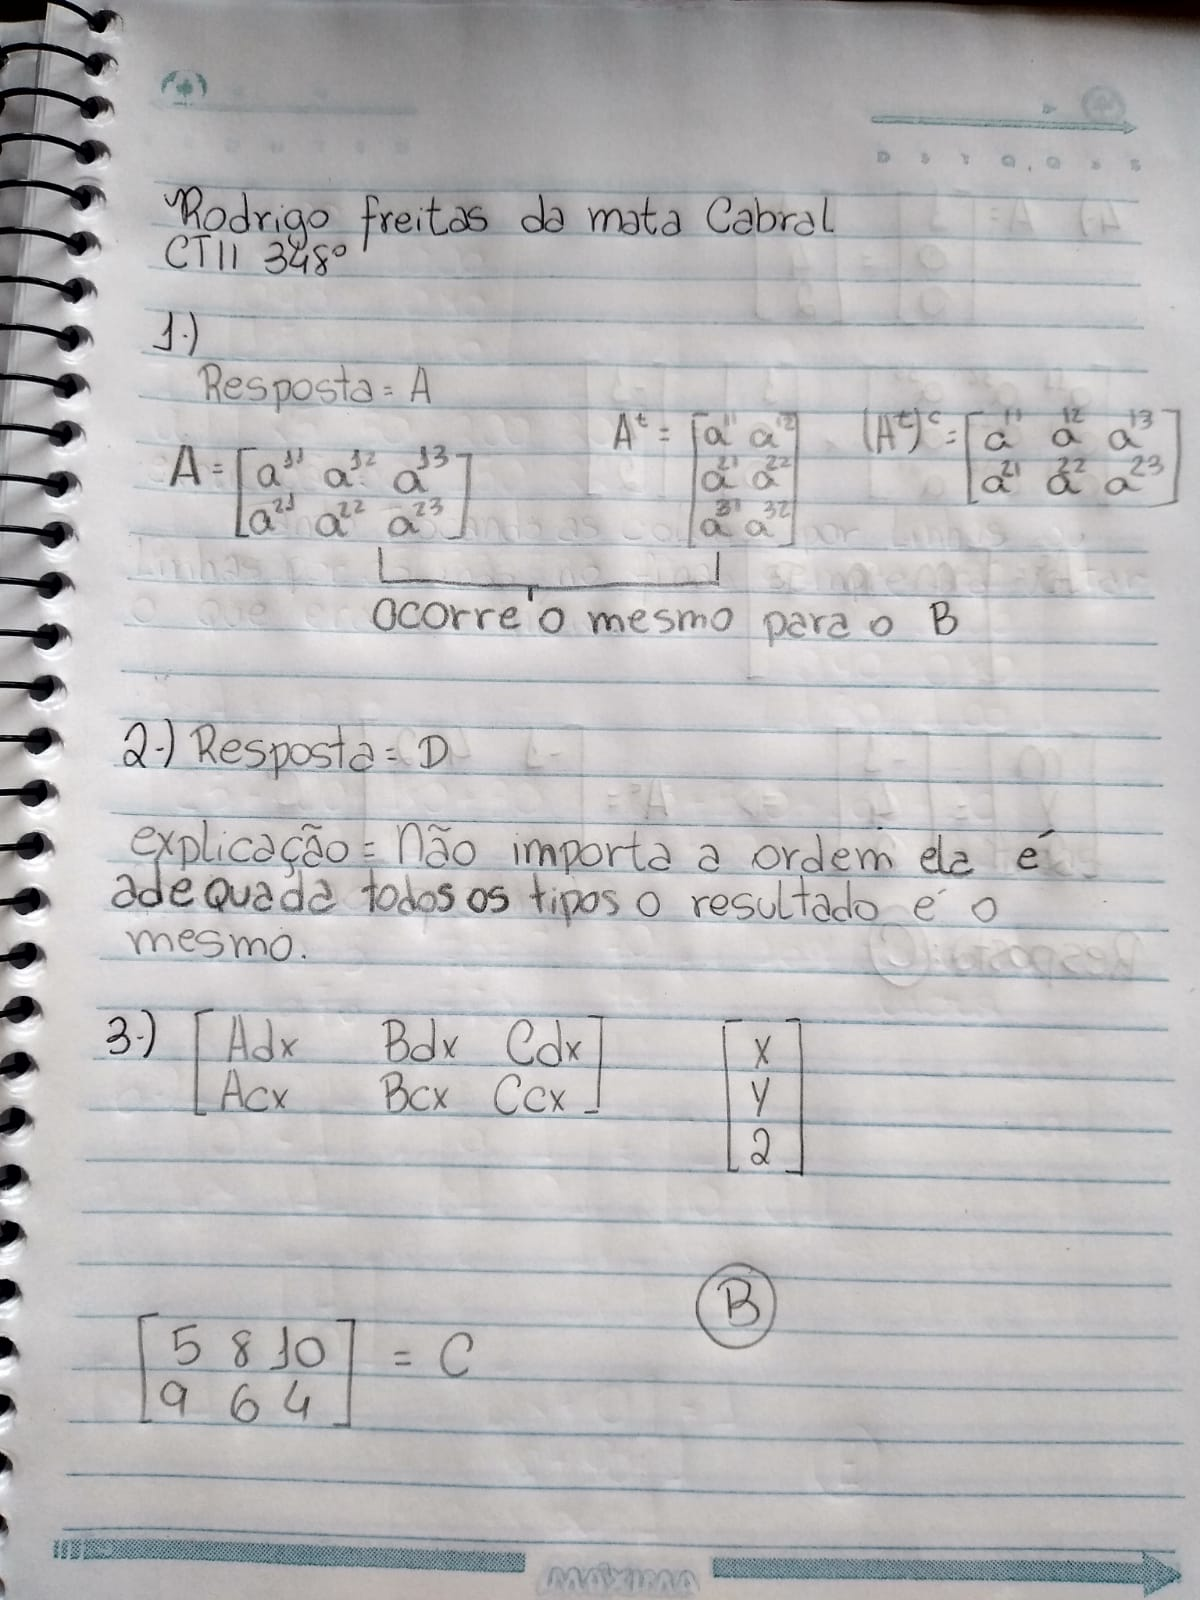 Rodrigo freitas da mata Cabral
CTII 348°
1-)
Resposta = A
A = [a¹¹ a¹² a¹³
a²¹ a²² a²³]
Aᵗ = [a¹¹ a¹²
a²¹ a²²
a³¹ a³²]
(Aᵗ)ᶜ = [a¹¹ a¹² a¹³
a²¹ a²² a²³]
ocorre o mesmo para o B
2-) Resposta = D
explicação = Não importa a ordem ela é
adequada todos os tipos o resultado é o
mesmo.
3-) [Adx Bdx Cdx
Acx Bcx Ccx]
[x
y
2]
B
[5 8 10
9 6 4] = C
máxima